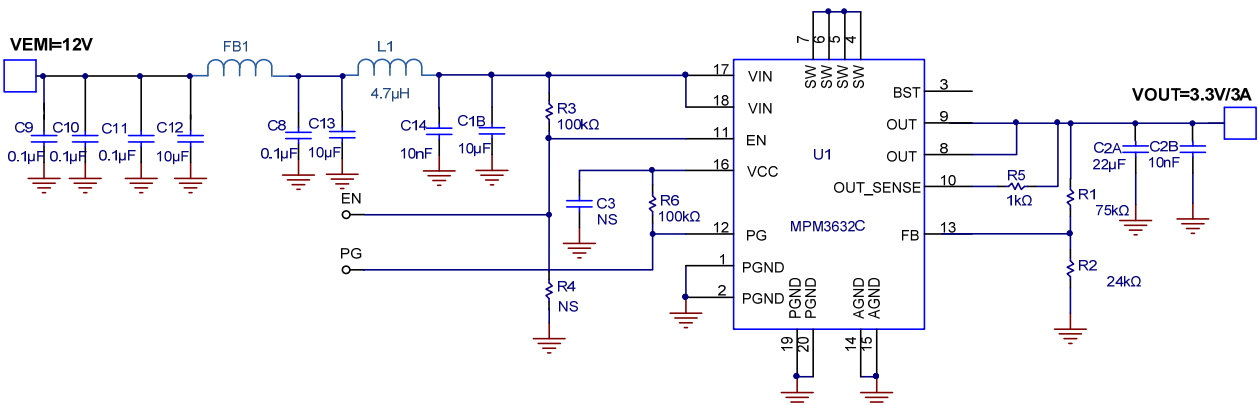 VEMI=12V
FB1
L1
4.7µH
C9
0.1µF
C10
0.1µF
C11
0.1µF
C12
10µF
C8
0.1µF
C13
10µF
C14
10nF
C1B
10µF
R3
100kΩ
EN
PG
C3
NS
R6
100kΩ
R4
NS
17
VIN
18
VIN
11
EN
16
VCC
12
PG
1
PGND
2
PGND
7
6
5
4
SW
SW
SW
SW
U1
MPM3632C
BST
3
OUT
9
OUT
8
OUT_SENSE
10
FB
13
PGND
PGND
AGND
AGND
19
20
14
15
R5
1kΩ
R1
75kΩ
R2
24kΩ
VOUT=3.3V/3A
C2A
22µF
C2B
10nF